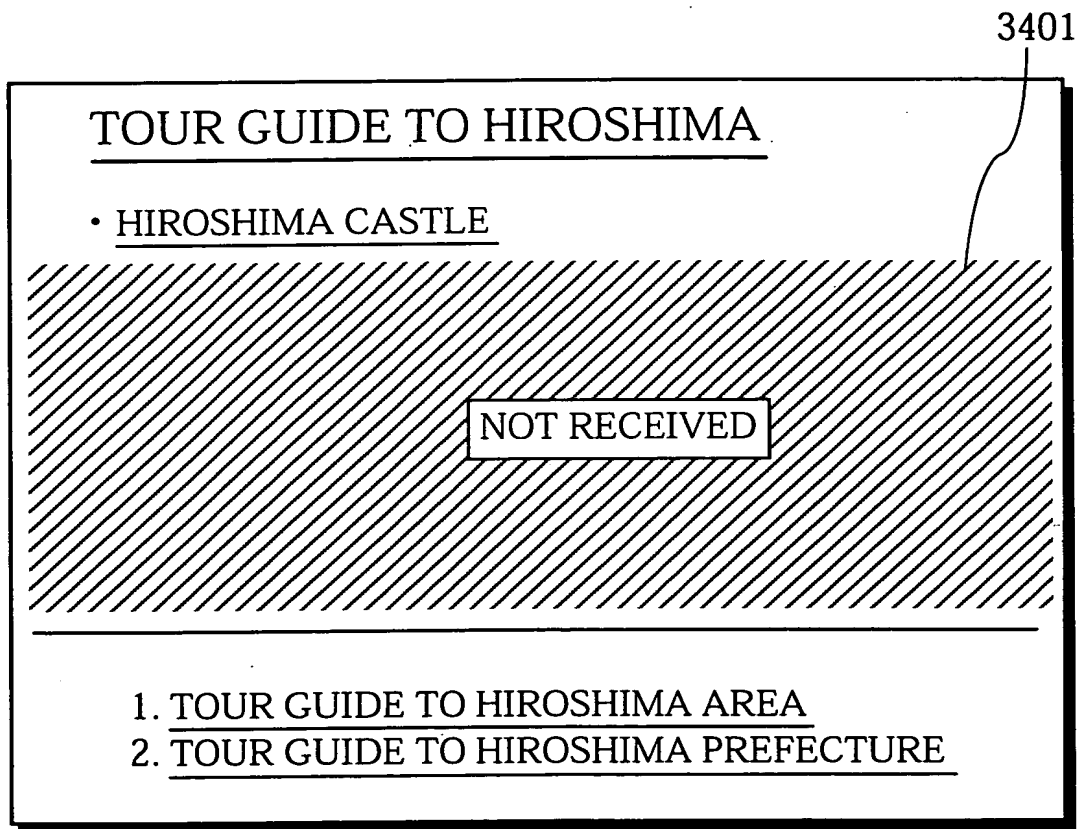 3401
TOUR GUIDE TO HIROSHIMA
• HIROSHIMA CASTLE
NOT RECEIVED
1. TOUR GUIDE TO HIROSHIMA AREA
2. TOUR GUIDE TO HIROSHIMA PREFECTURE